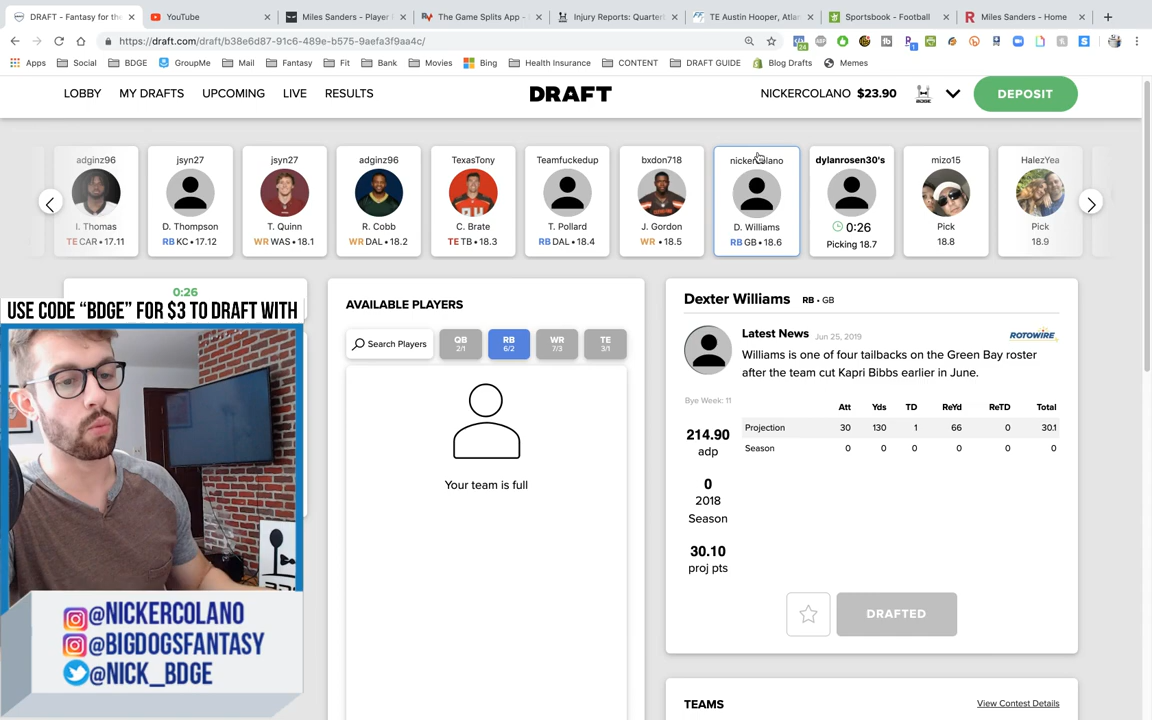 DRAFT - Fantasy for the
YouTube
Miles Sanders - Player
The Game Splits App -
Injury Reports: Quarter
TE Austin Hooper, Atlan
Sportsbook - Football
Miles Sanders - Home
https://draft.com/draft/b38e6d87-91c6-489e-b575-9aefa3f9aa4c/
Apps Social BDGE GroupMe Mail Fantasy Fit Bank Movies Bing Health Insurance CONTENT DRAFT GUIDE Blog Drafts Memes
LOBBY MY DRAFTS UPCOMING LIVE RESULTS
DRAFT
NICKERCOLANO $23.90
DEPOSIT
adginz96
I. Thomas
TE CAR • 17.11
jsyn27
D. Thompson
RB KC • 17.12
jsyn27
T. Quinn
WR WAS • 18.1
adginz96
R. Cobb
WR DAL • 18.2
TexasTony
C. Brate
TE TB • 18.3
Teamfuckedup
T. Pollard
RB DAL • 18.4
bxdon718
J. Gordon
WR • 18.5
nickercolano
D. Williams
RB GB • 18.6
dylanrosen30's
0:26
Picking 18.7
mizo15
Pick
18.8
HalezYea
Pick
18.9
0:26
USE CODE “BDGE” FOR $3 TO DRAFT WITH
@NICKERCOLANO
@BIGDOGSFANTASY
@NICK_BDGE
AVAILABLE PLAYERS
Search Players
QB
2/1
RB
6/2
WR
7/3
TE
3/1
Your team is full
Dexter Williams RB • GB
Latest News Jun 25, 2019
ROTOWIRE
Williams is one of four tailbacks on the Green Bay roster
after the team cut Kapri Bibbs earlier in June.
Bye Week: 11
Att Yds TD ReYd ReTD Total
Projection 30 130 1 66 0 30.1
Season 0 0 0 0 0 0
214.90
adp
0
2018
Season
30.10
proj pts
DRAFTED
TEAMS
View Contest Details